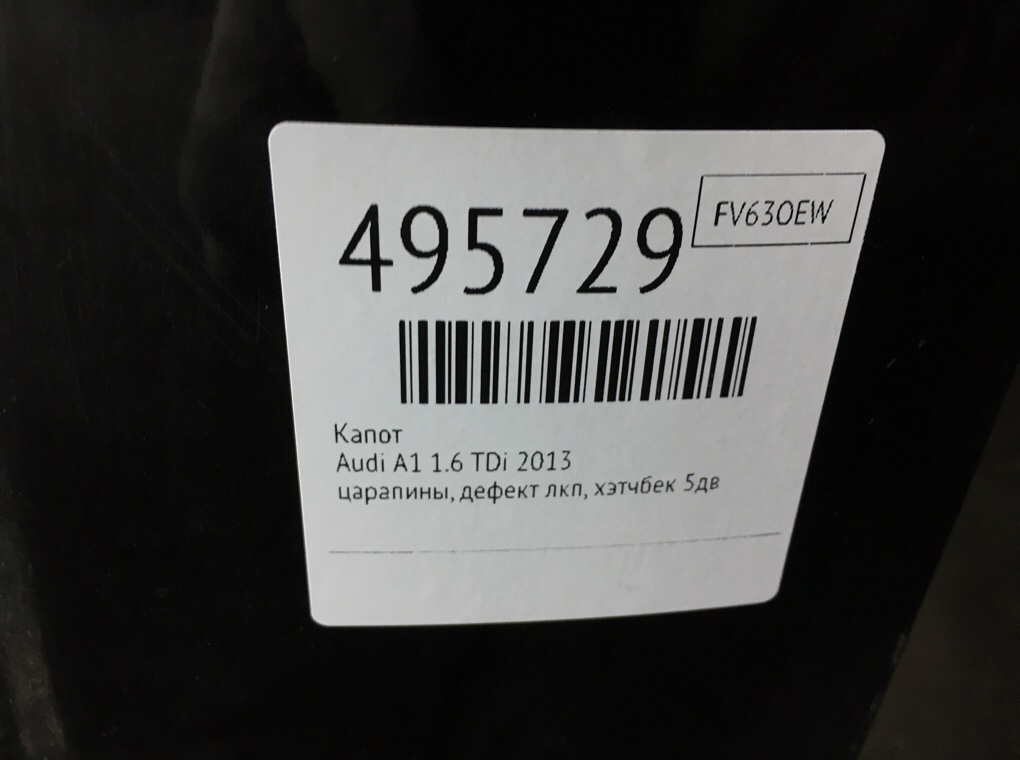 495729
FV63OEW
Капот
Audi A1 1.6 TDi 2013
царапины, дефект лкп, хэтчбек 5дв